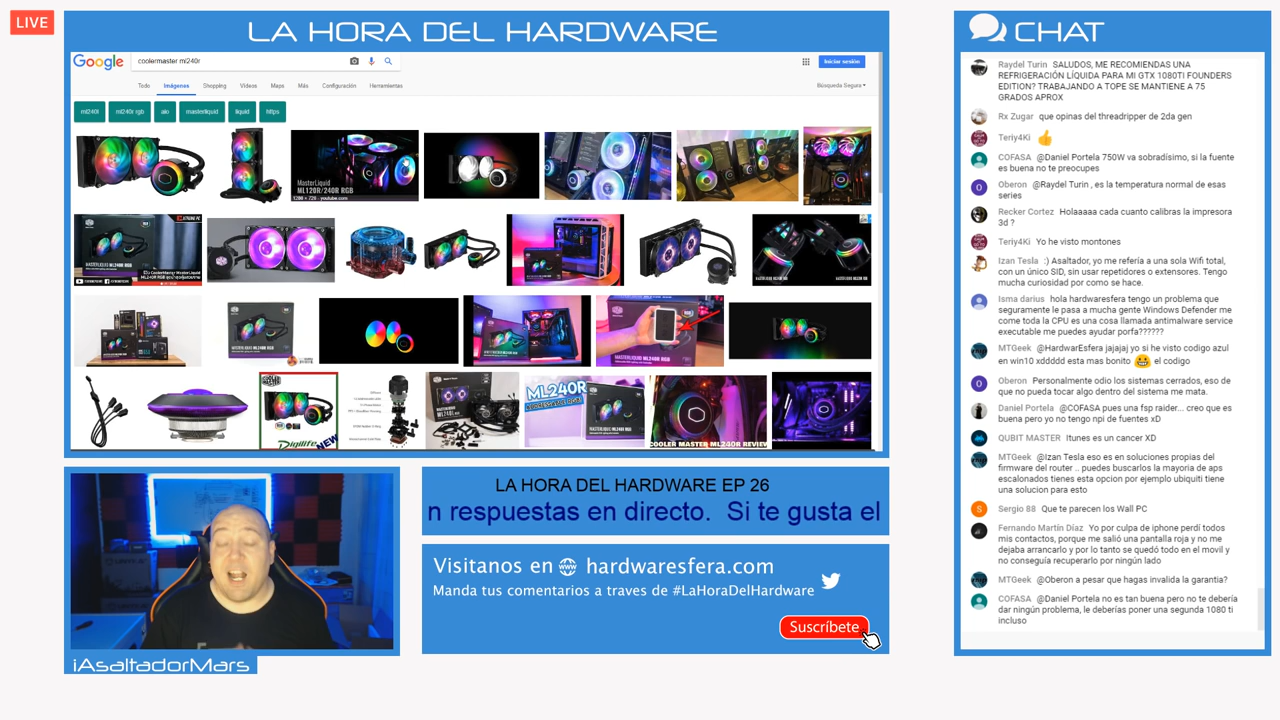 LIVE
LA HORA DEL HARDWARE
Google
coolermaster ml240r
Iniciar sesión
Todo Imágenes Shopping Vídeos Maps Más Configuración Herramientas
Búsqueda Segura
ml240l ml240r rgb aio masterliquid liquid https
MasterLiquid
ML120R/240R RGB
1280 × 720 - youtube.com
ML240R
Digilife NEW
COOLER MASTER ML240R REVIEW
iAsaltadorMars
LA HORA DEL HARDWARE EP 26
n respuestas en directo. Si te gusta el
Visitanos en www hardwaresfera.com
Manda tus comentarios a traves de #LaHoraDelHardware
Suscríbete
CHAT
Raydel Turin SALUDOS, ME RECOMIENDAS UNA
REFRIGERACIÓN LÍQUIDA PARA MI GTX 1080TI FOUNDERS
EDITION? TRABAJANDO A TOPE SE MANTIENE A 75
GRADOS APROX
Rx Zugar que opinas del threadripper de 2da gen
Teriy4Ki 👍
COFASA @Daniel Portela 750W va sobradísimo, si la fuente
es buena no te preocupes
Oberon @Raydel Turin , es la temperatura normal de esas
series
Recker Cortez Holaaaaa cada cuanto calibras la impresora
3d ?
Teriy4Ki Yo he visto montones
Izan Tesla :) Asaltador, yo me refería a una sola Wifi total,
con un único SID, sin usar repetidores o extensores. Tengo
mucha curiosidad por como se hace.
Isma darius hola hardwaresfera tengo un problema que
seguramente le pasa a mucha gente Windows Defender me
come toda la CPU es una cosa llamada antimalware service
executable me puedes ayudar porfa??????
MTGeek @HardwarEsfera jajajaj yo si he visto codigo azul
en win10 xddddd esta mas bonito 😁 el codigo
Oberon Personalmente odio los sistemas cerrados, eso de
que no pueda tocar algo dentro del sistema me mata.
Daniel Portela @COFASA pues una fsp raider... creo que es
buena pero yo no tengo npi de fuentes xD
QUBIT MASTER Itunes es un cancer XD
MTGeek @Izan Tesla eso es en soluciones propias del
firmware del router .. puedes buscarlos la mayoria de aps
escalonados tienes esta opcion por ejemplo ubiquiti tiene
una solucion para esto
Sergio 88 Que te parecen los Wall PC
Fernando Martín Díaz Yo por culpa de iphone perdí todos
mis contactos, porque me salió una pantalla roja y no me
dejaba arrancarlo y por lo tanto se quedó todo en el movil y
no conseguía recuperarlo por ningún lado
MTGeek @Oberon a pesar que hagas invalida la garantia?
COFASA @Daniel Portela no es tan buena pero no te debería
dar ningún problema, le deberías poner una segunda 1080 ti
incluso